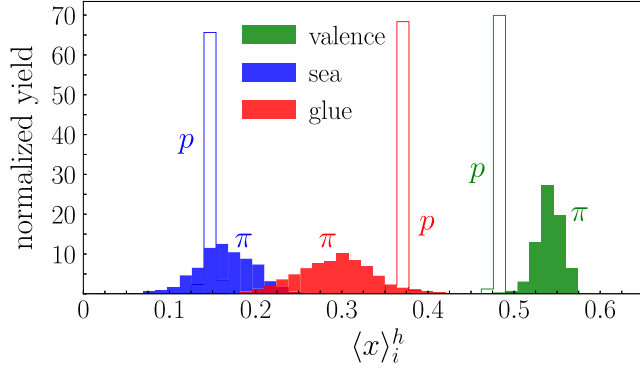 normalized yield
70
60
50
40
30
20
10
valence
sea
glue
p
π
π
p
p
π
0 0.1 0.2 0.3 0.4 0.5 0.6
⟨x⟩ᵢʰ